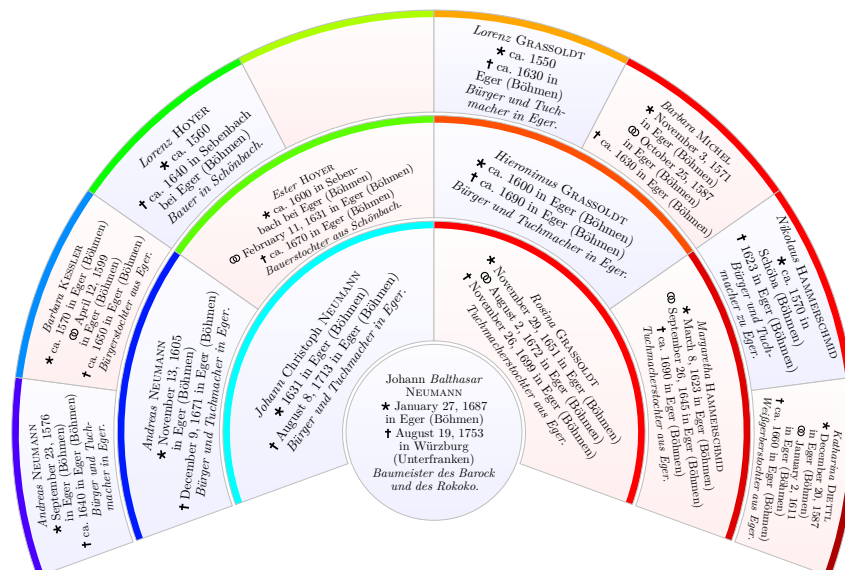 Johann Balthasar
NEUMANN
★ January 27, 1687
in Eger (Böhmen)
✝ August 19, 1753
in Würzburg
(Unterfranken)
Baumeister des Barock
und des Rokoko.
Johann Christoph NEUMANN
★ 1631 in Eger (Böhmen)
✝ August 8, 1713 in Eger (Böhmen)
Bürger und Tuchmacher in Eger.
Rosina GRASSOLDT
★ November 29, 1651 in Eger (Böhmen)
⚭ August 2, 1672 in Eger (Böhmen)
✝ November 26, 1699 in Eger (Böhmen)
Tuchmacherstochter aus Eger.
Andreas NEUMANN
★ November 13, 1605
in Eger (Böhmen)
✝ December 9, 1671 in Eger (Böhmen)
Bürger und Tuchmacher in Eger.
Ester HOYER
★ ca. 1600 in Seben-
bach bei Eger (Böhmen)
⚭ February 11, 1631 in Eger (Böhmen)
✝ ca. 1670 in Eger (Böhmen)
Bauerstochter aus Schönbach.
Hieronimus GRASSOLDT
★ ca. 1600 in Eger (Böhmen)
✝ ca. 1690 in Eger (Böhmen)
Bürger und Tuchmacher in Eger.
Margaretha HAMMERSCHMID
★ March 8, 1623 in Eger (Böhmen)
⚭ September 26, 1645 in Eger (Böhmen)
✝ ca. 1690 in Eger (Böhmen)
Tuchmacherstochter aus Eger.
Andreas NEUMANN
★ September 23, 1576
in Eger (Böhmen)
✝ ca. 1640 in Eger (Böhmen)
Bürger und Tuch-
macher in Eger.
Barbara KESSLER
★ ca. 1570 in Eger (Böhmen)
⚭ April 12, 1599
in Eger (Böhmen)
✝ ca. 1650 in Eger (Böhmen)
Bürgerstochter aus Eger.
Lorenz HOYER
★ ca. 1560
✝ ca. 1640 in Sebenbach
bei Eger (Böhmen)
Bauer in Schönbach.
Lorenz GRASSOLDT
★ ca. 1550
✝ ca. 1630 in
Eger (Böhmen)
Bürger und Tuch-
macher in Eger.
Barbara MICHEL
★ November 3, 1571
in Eger (Böhmen)
⚭ October 25, 1587
in Eger (Böhmen)
✝ ca. 1630 in Eger (Böhmen)
Nikolaus HAMMERSCHMID
★ ca. 1570 in
Schöba (Böhmen)
✝ 1623 in Eger (Böhmen)
Bürger und Tuch-
macher zu Eger.
Katharina DIETTL
★ December 20, 1587
in Eger (Böhmen)
⚭ January 2, 1611
in Eger (Böhmen)
✝ ca. 1660 in Eger (Böhmen)
Weißgerberstochter aus Eger.